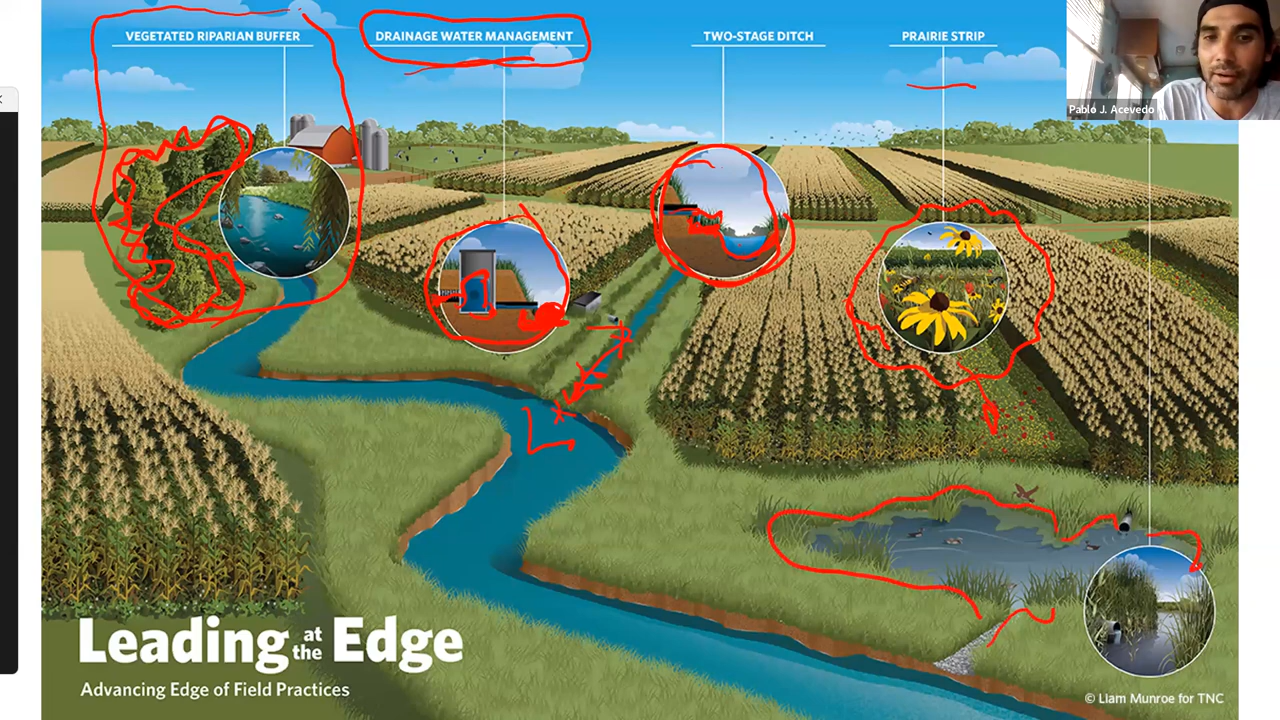 VEGETATED RIPARIAN BUFFER
DRAINAGE WATER MANAGEMENT
TWO-STAGE DITCH
PRAIRIE STRIP
Pablo J. Acevedo
Leading at the Edge
Advancing Edge of Field Practices
© Liam Munroe for TNC